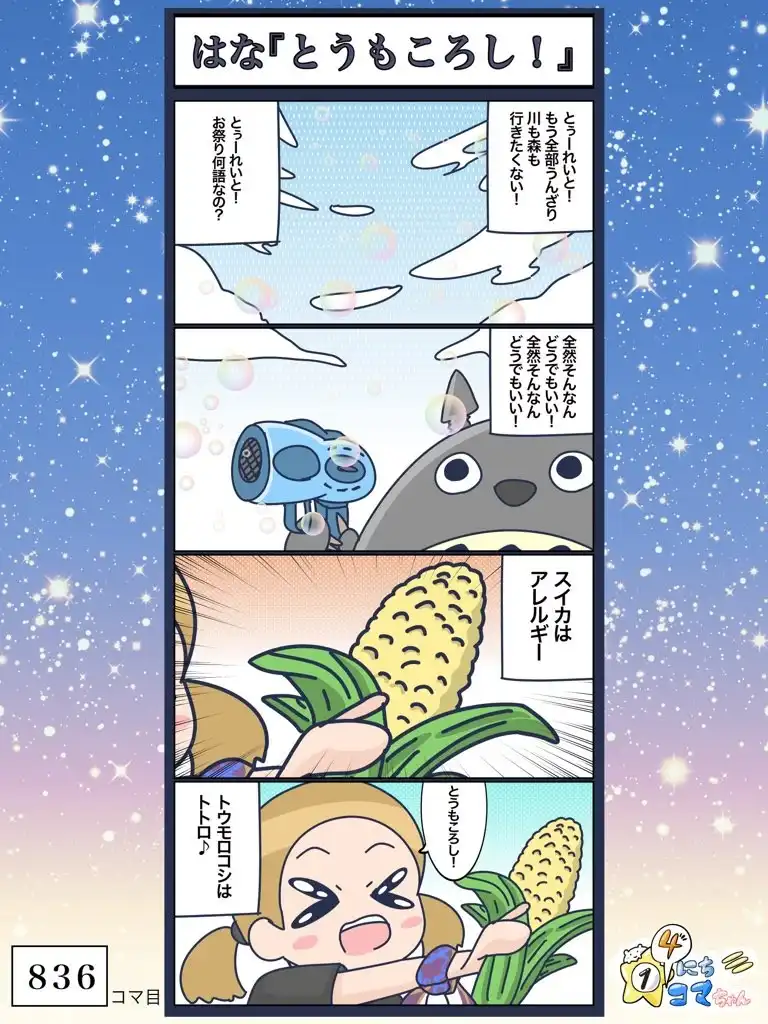 はな『とうもころし！』
とぅーれいと！
もう全部うんざり
川も森も
行きたくない！
とぅーれいと！
お祭り何語なの？
全然そんなん
どうでもいい！
全然そんなん
どうでもいい！
スイカは
アレルギー
とうもころし！
トウモロコシは
トトロ♪
836
コマ目
1
4
にち
コマ
ちゃん